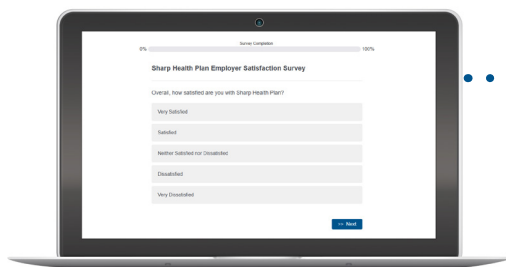 Survey Completion
0% 100%
Sharp Health Plan Employer Satisfaction Survey
Overall, how satisfied are you with Sharp Health Plan?
Very Satisfied
Satisfied
Neither Satisfied nor Dissatisfied
Dissatisfied
Very Dissatisfied
>> Next